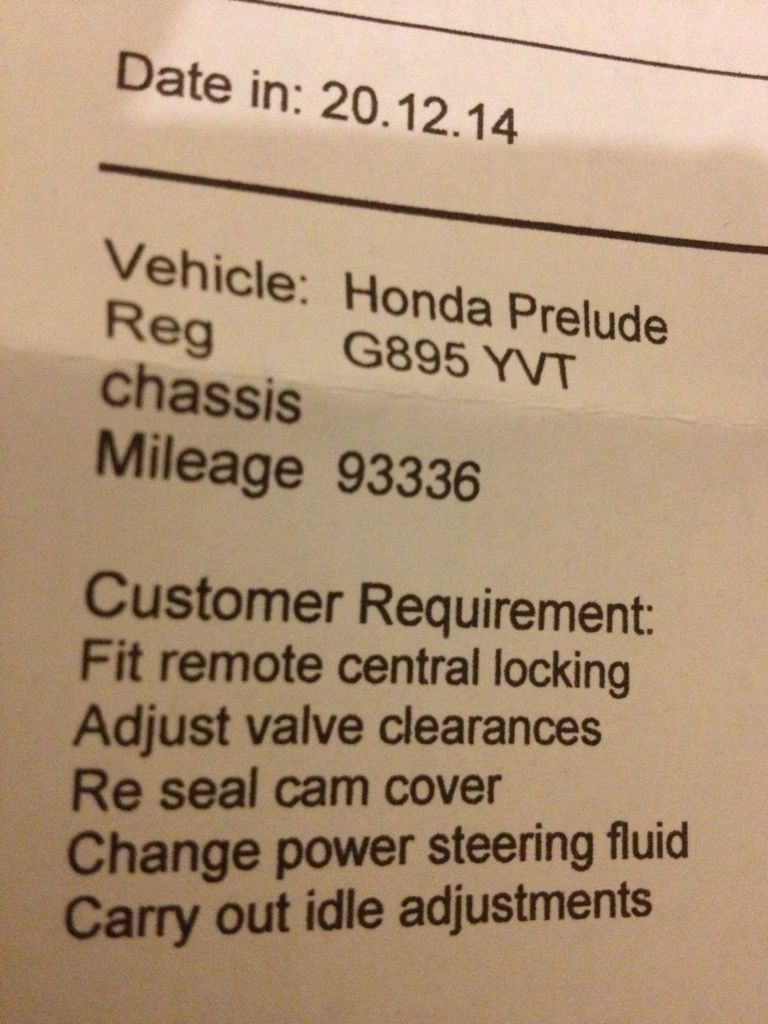 Date in: 20.12.14
Vehicle: Honda Prelude
Reg G895 YVT
chassis
Mileage 93336
Customer Requirement:
Fit remote central locking
Adjust valve clearances
Re seal cam cover
Change power steering fluid
Carry out idle adjustments